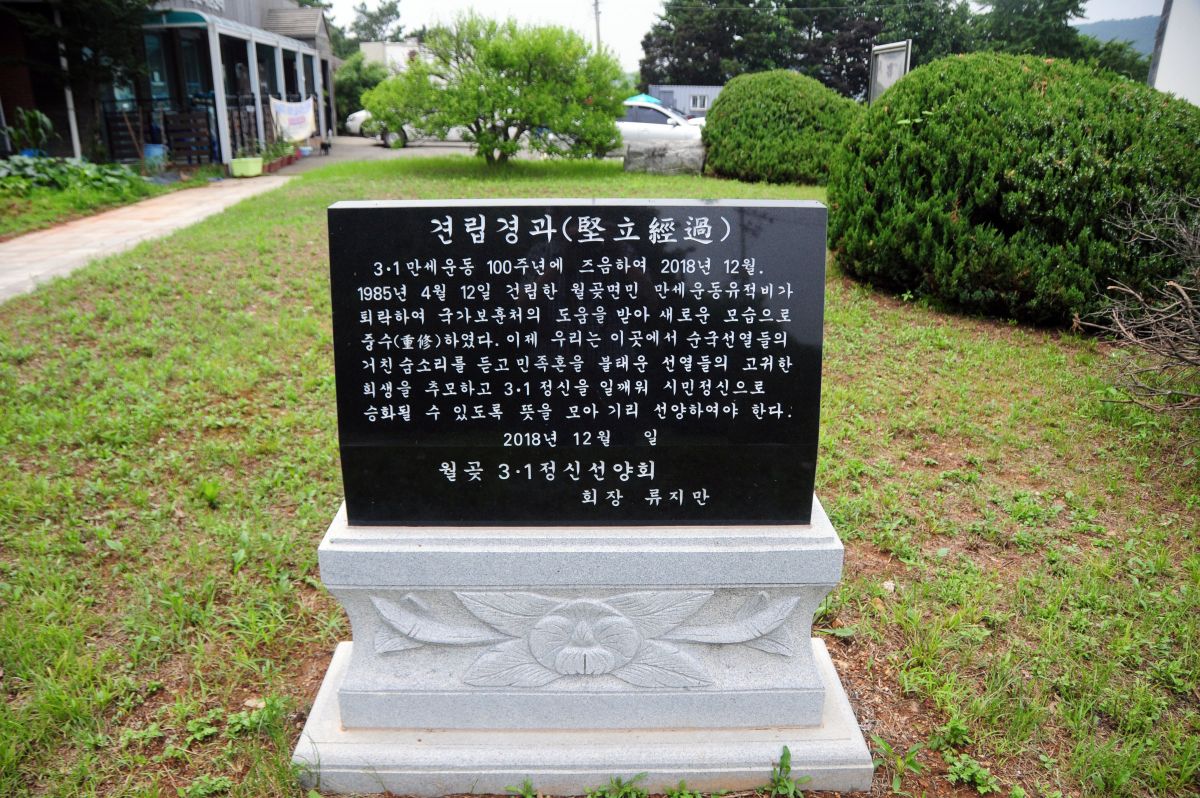 견립경과(堅立經過)
3·1만세운동 100주년에 즈음하여 2018년 12월.
1985년 4월 12일 건립한 월곶면민 만세운동유적비가
퇴락하여 국가보훈처의 도움을 받아 새로운 모습으로
중수(重修)하였다. 이제 우리는 이곳에서 순국선열들의
거친 숨소리를 듣고 민족혼을 불태운 선열들의 고귀한
희생을 추모하고 3·1정신을 일깨워 시민정신으로
승화될 수 있도록 뜻을 모아 기리 선양하여야 한다.
2018년 12월 일
월곶 3·1정신선양회
회장 류지만